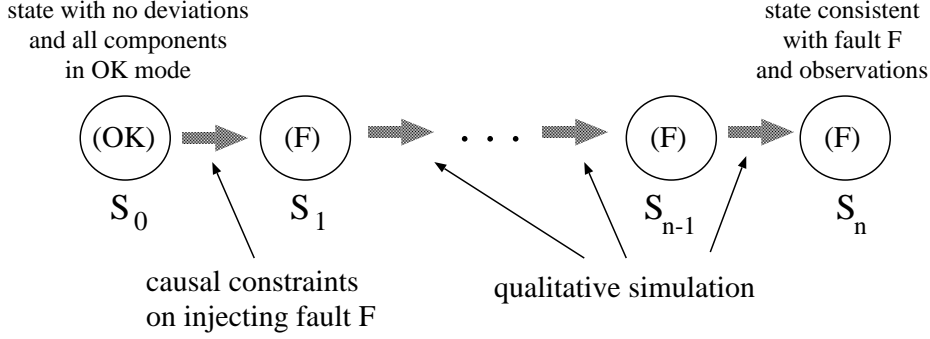 state with no deviations
and all components
in OK mode
state consistent
with fault F
and observations
(OK) (F) . . . (F) (F)
S0 S1 Sn-1 Sn
causal constraints
on injecting fault F
qualitative simulation